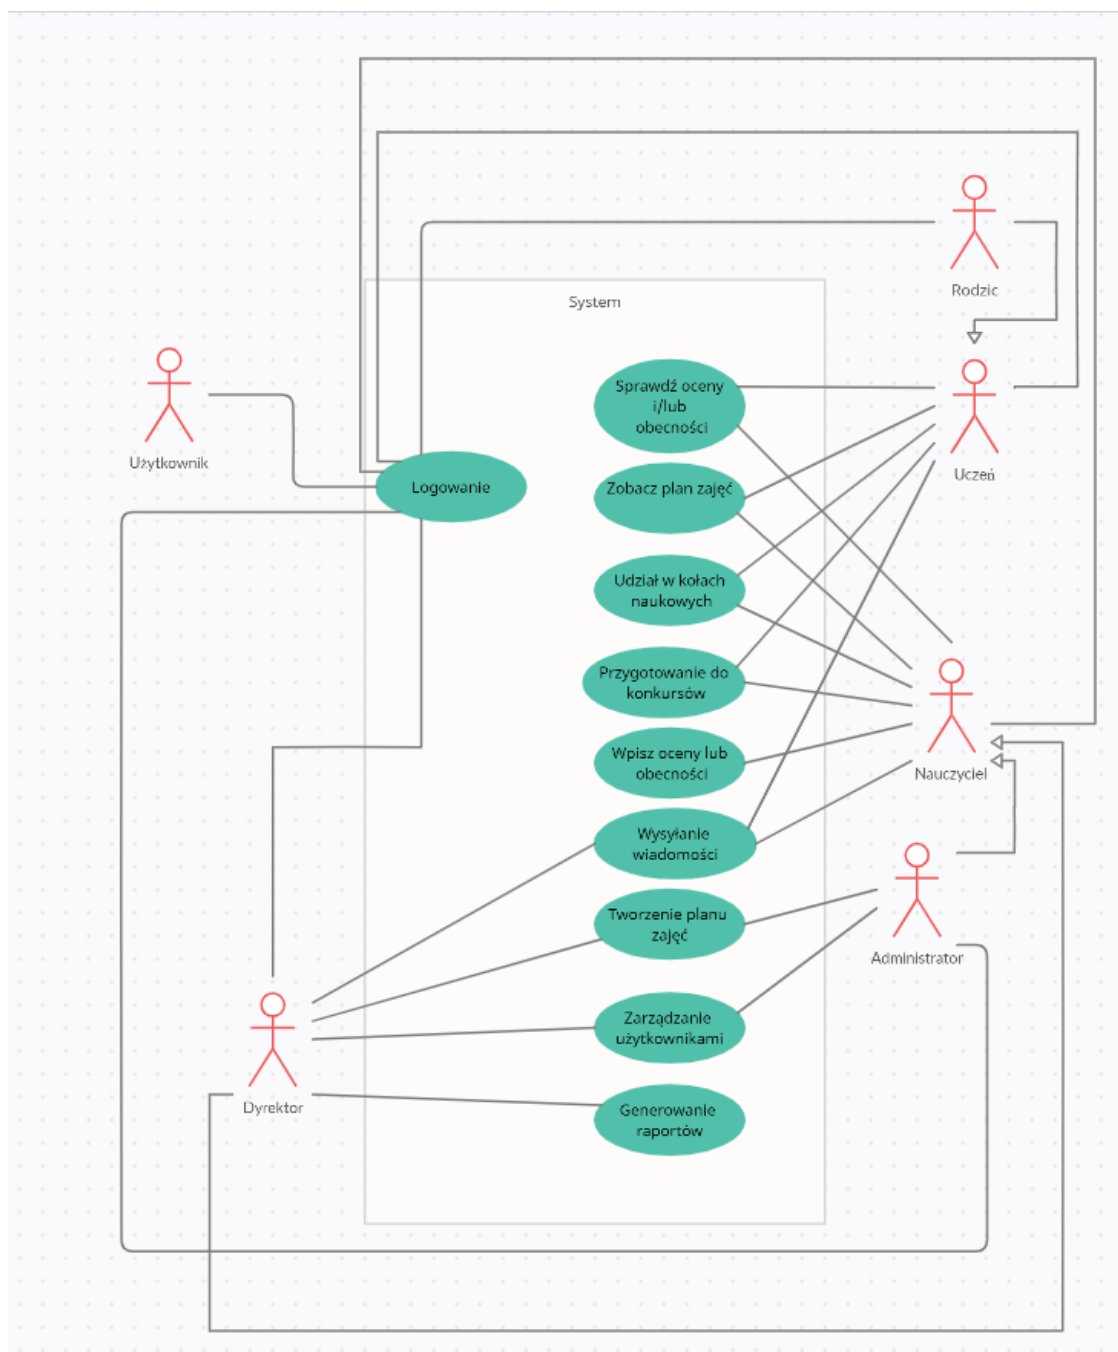 Rodzic
System
Użytkownik
Logowanie
Sprawdź oceny
i/lub
obecności
Uczeń
Zobacz plan zajęć
Udział w kołach
naukowych
Przygotowanie do
konkursów
Wpisz oceny lub
obecności
Nauczyciel
Wysyłanie
wiadomości
Tworzenie planu
zajęć
Administrator
Zarządzanie
użytkownikami
Dyrektor
Generowanie
raportów